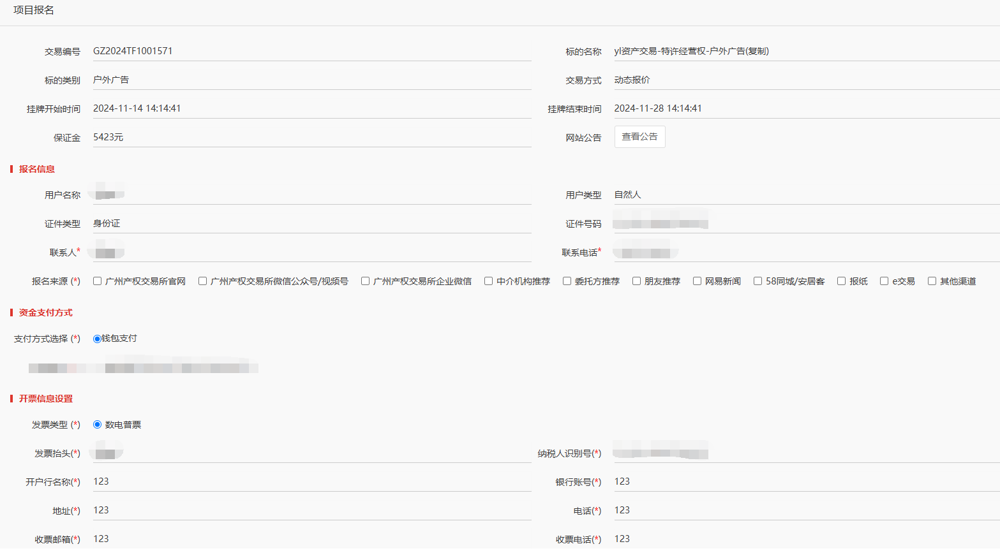 项目报名
交易编号 GZ2024TF1001571 标的名称 yl资产交易-特许经营权-户外广告(复制)
标的类别 户外广告 交易方式 动态报价
挂牌开始时间 2024-11-14 14:14:41 挂牌结束时间 2024-11-28 14:14:41
保证金 5423元 网站公告 查看公告
报名信息
用户名称 用户类型 自然人
证件类型 身份证 证件号码
联系人* 联系电话*
报名来源 (*) 广州产权交易所官网 广州产权交易所微信公众号/视频号 广州产权交易所企业微信 中介机构推荐 委托方推荐 朋友推荐 网易新闻 58同城/安居客 报纸 e交易 其他渠道
资金支付方式
支付方式选择 (*) 钱包支付
开票信息设置
发票类型 (*) 数电普票
发票抬头(*) 纳税人识别号(*)
开户行名称(*) 123 银行账号(*) 123
地址(*) 123 电话(*) 123
收票邮箱(*) 123 收票电话(*) 123